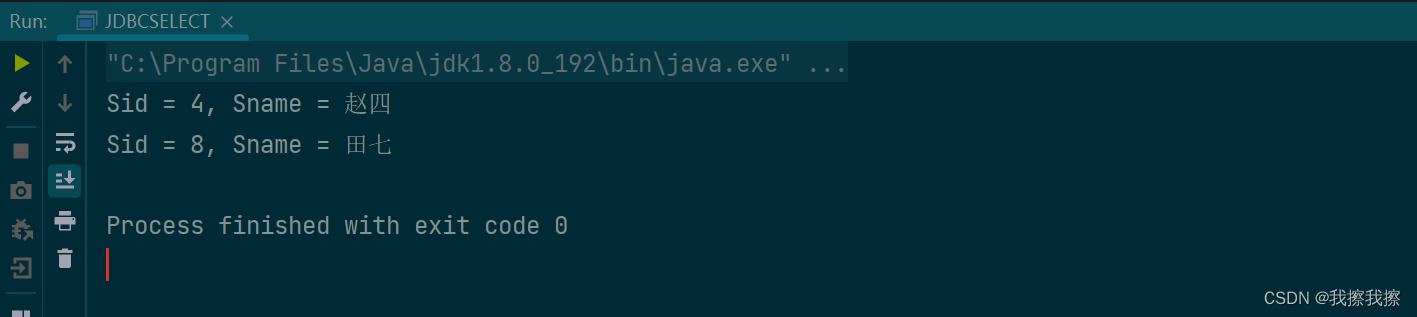 Run: JDBCSELECT ×
"C:\Program Files\Java\jdk1.8.0_192\bin\java.exe" ...
Sid = 4, Sname = 赵四
Sid = 8, Sname = 田七
Process finished with exit code 0
CSDN @我擦我擦